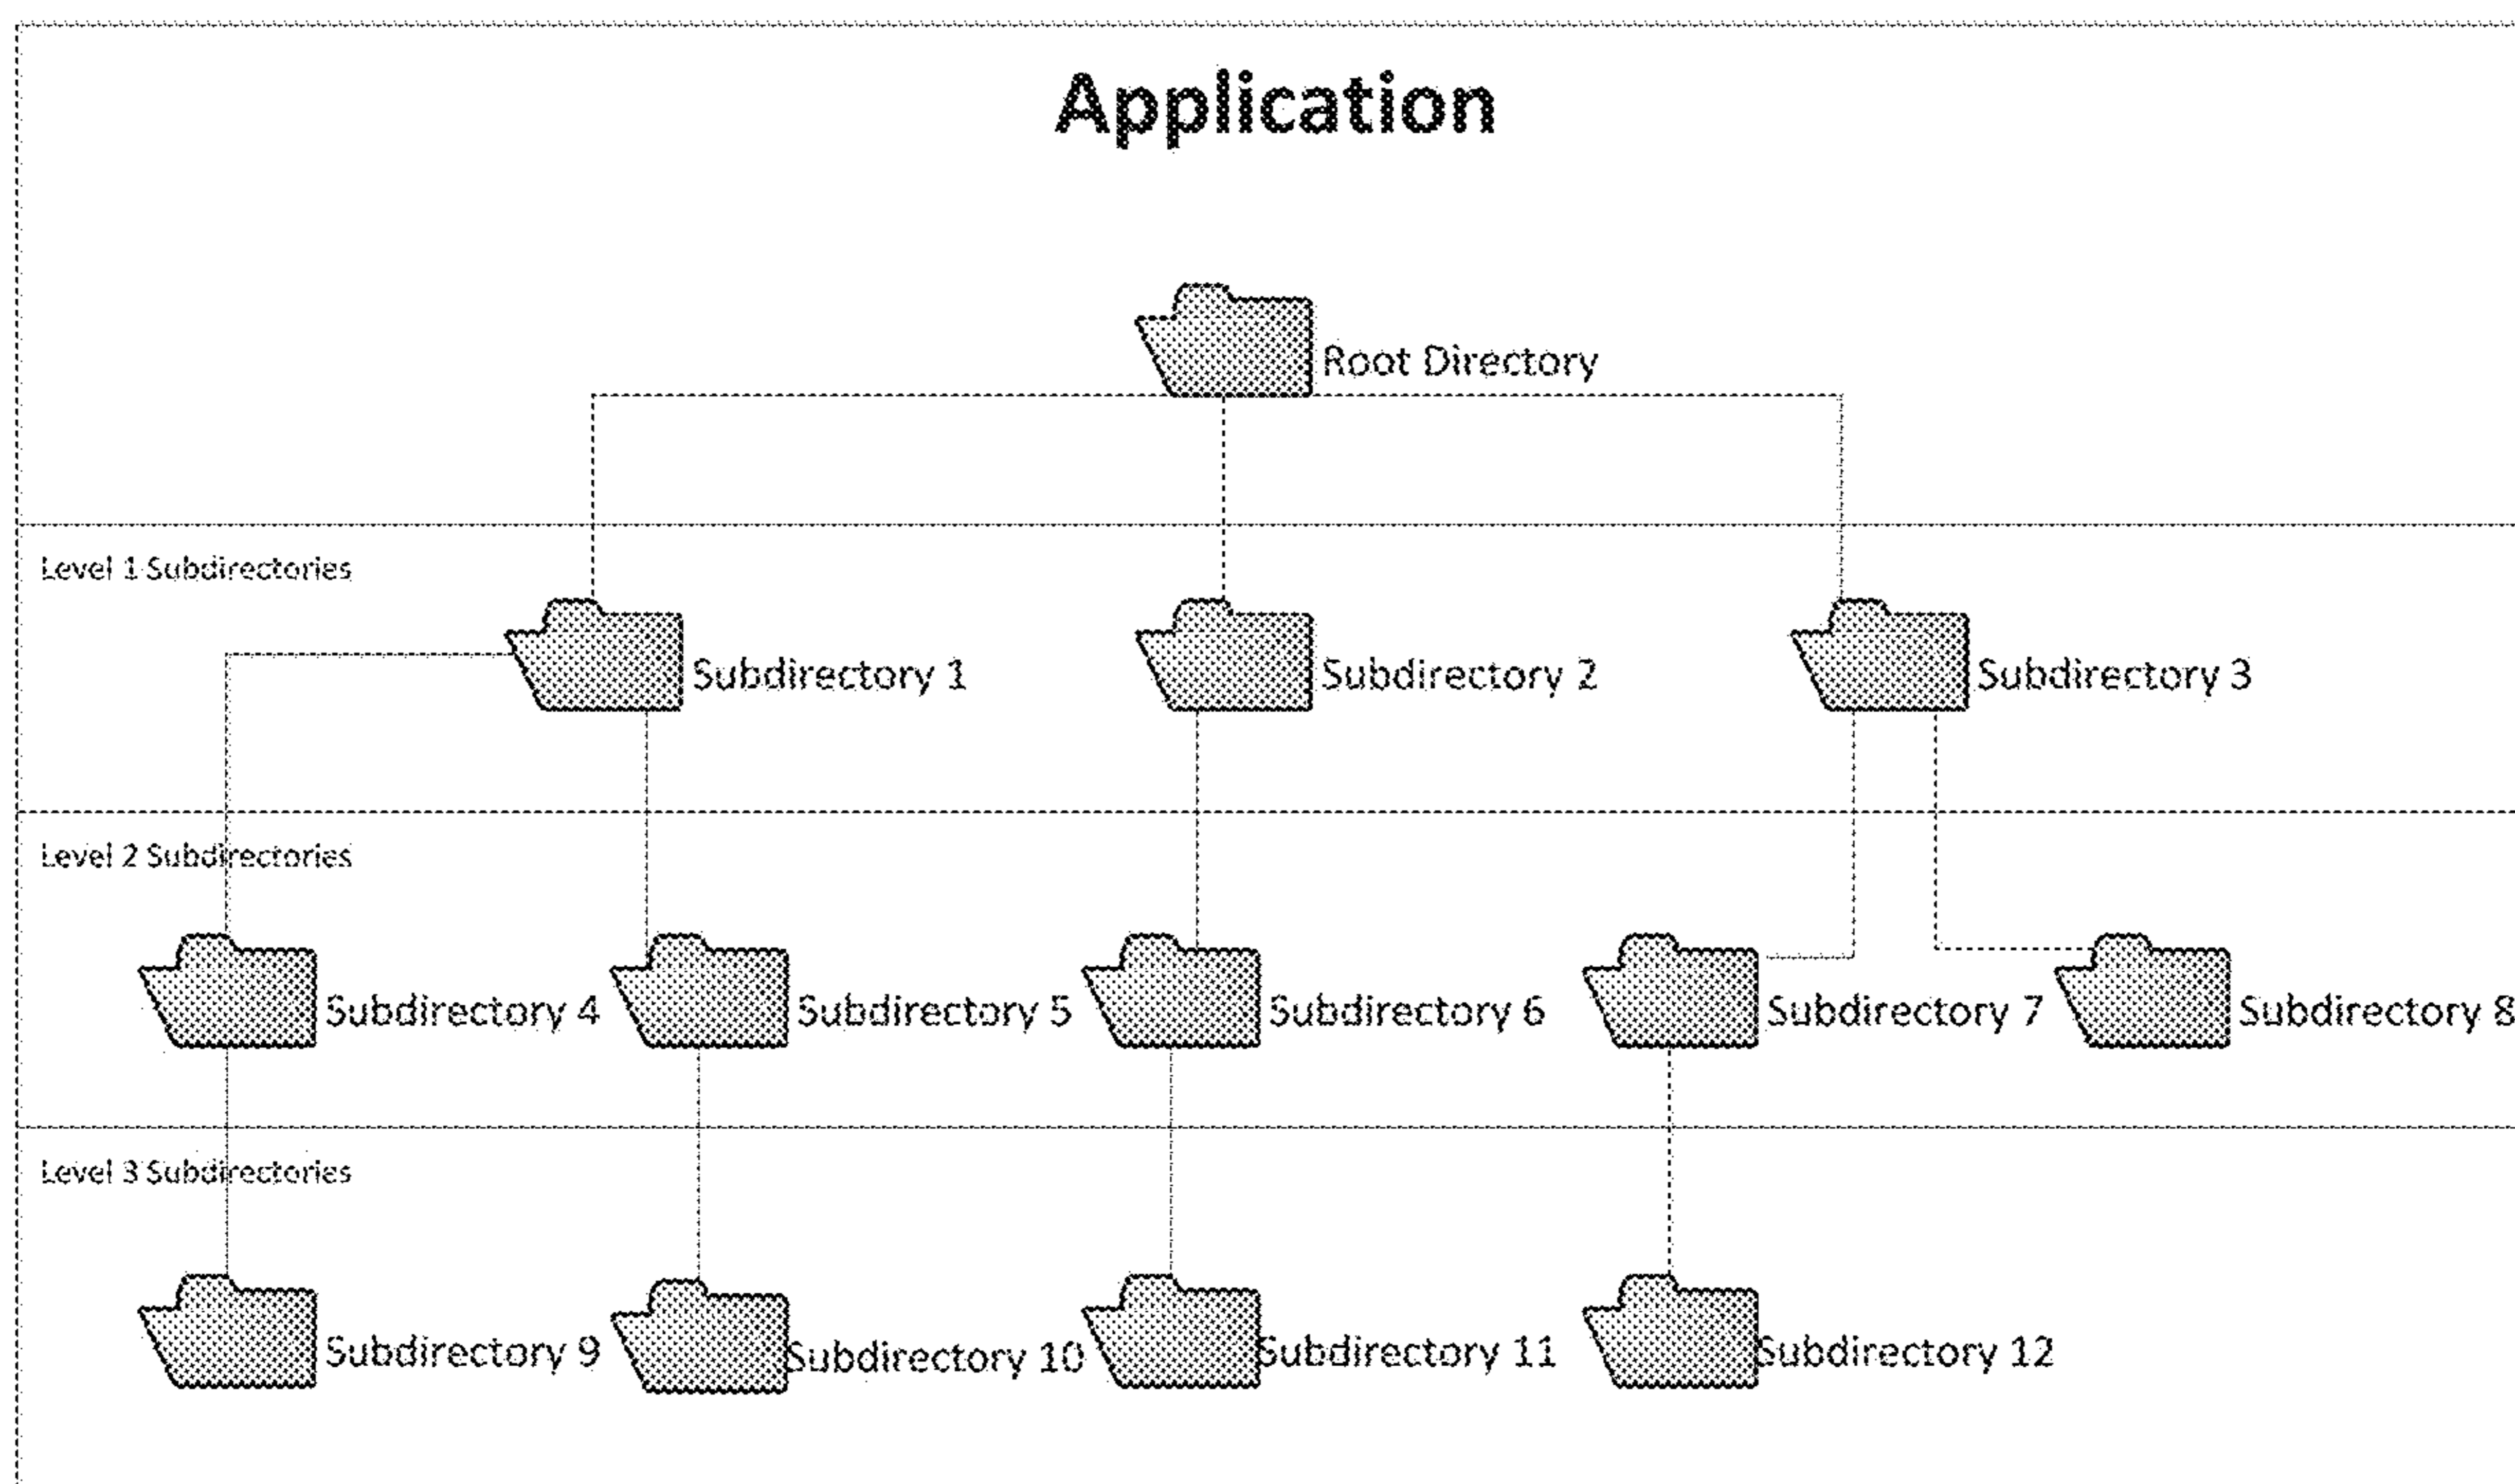 Application
Root Directory
Level 1 Subdirectories
Subdirectory 1
Subdirectory 2
Subdirectory 3
Level 2 Subdirectories
Subdirectory 4
Subdirectory 5
Subdirectory 6
Subdirectory 7
Subdirectory 8
Level 3 Subdirectories
Subdirectory 9
Subdirectory 10
Subdirectory 11
Subdirectory 12